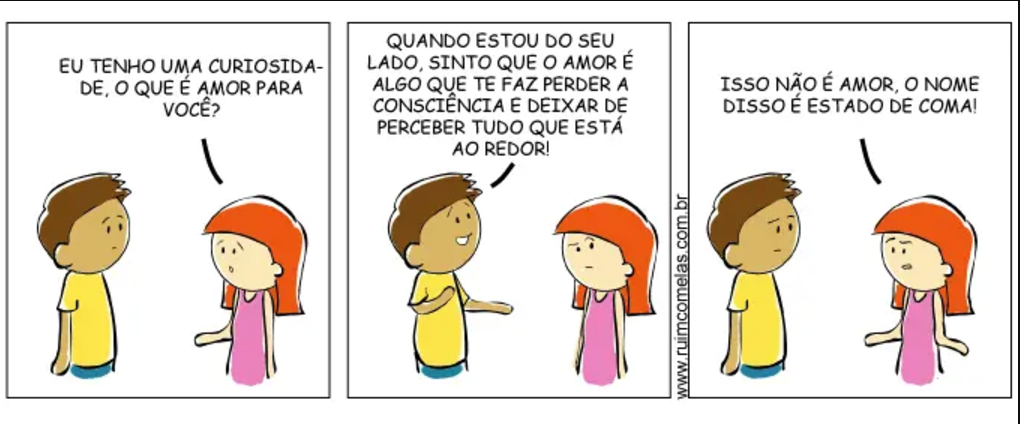 EU TENHO UMA CURIOSIDA-
DE, O QUE É AMOR PARA
VOCÊ?
QUANDO ESTOU DO SEU
LADO, SINTO QUE O AMOR É
ALGO QUE TE FAZ PERDER A
CONSCIÊNCIA E DEIXAR DE
PERCEBER TUDO QUE ESTÁ
AO REDOR!
ISSO NÃO É AMOR, O NOME
DISSO É ESTADO DE COMA!
www.ruimcomelas.com.br